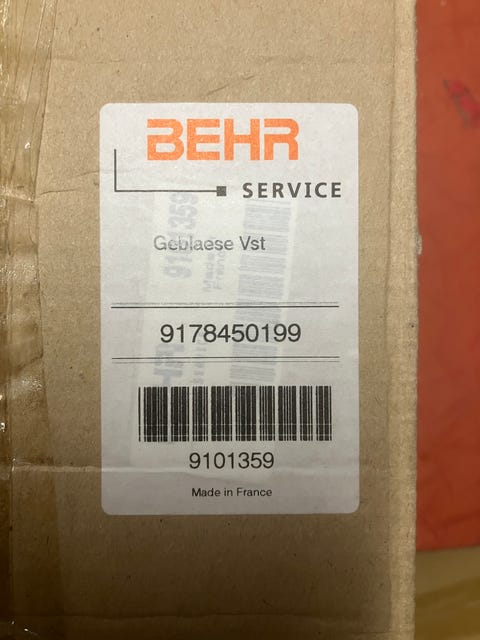 BEHR
SERVICE
Geblaese Vst
9178450199
9101359
Made in France